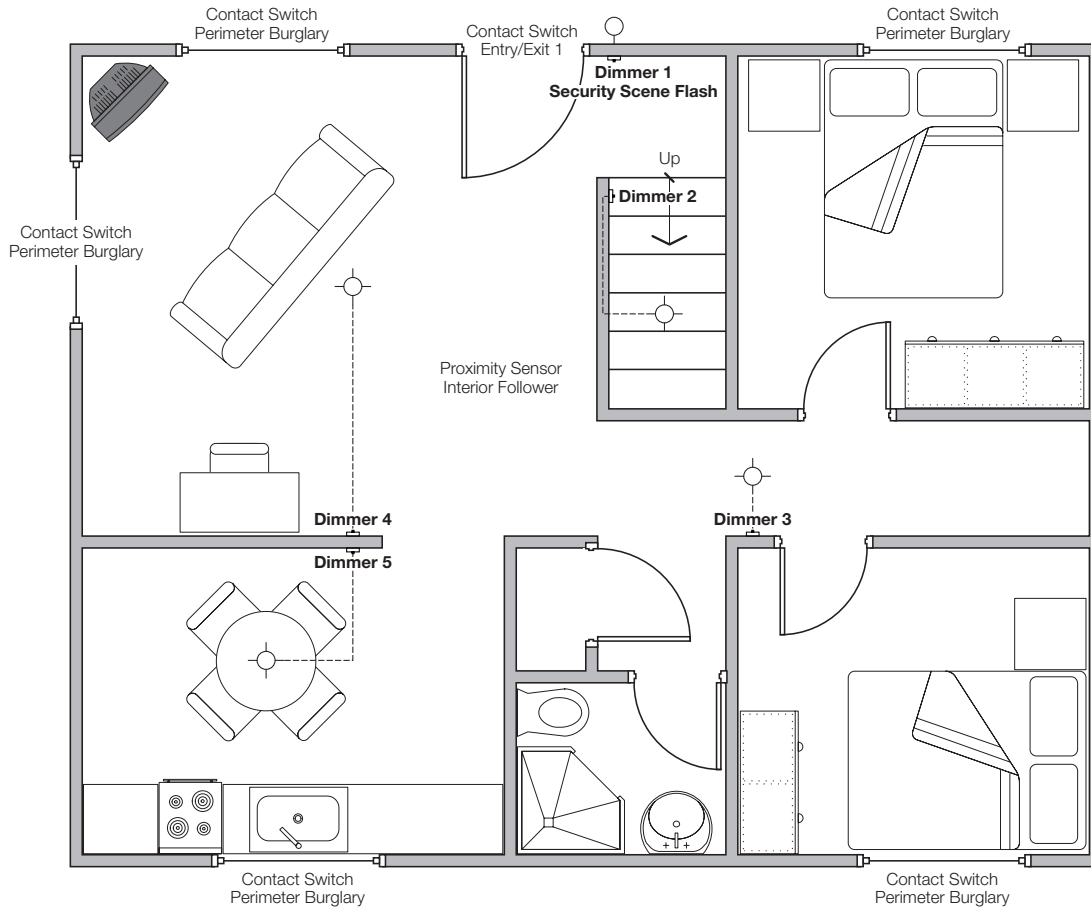 Contact Switch
Perimeter Burglary
Contact Switch
Entry/Exit 1
Contact Switch
Perimeter Burglary
Dimmer 1
Security Scene Flash
Up
Dimmer 2
Contact Switch
Perimeter Burglary
Proximity Sensor
Interior Follower
Dimmer 4
Dimmer 3
Dimmer 5
Contact Switch
Perimeter Burglary
Contact Switch
Perimeter Burglary